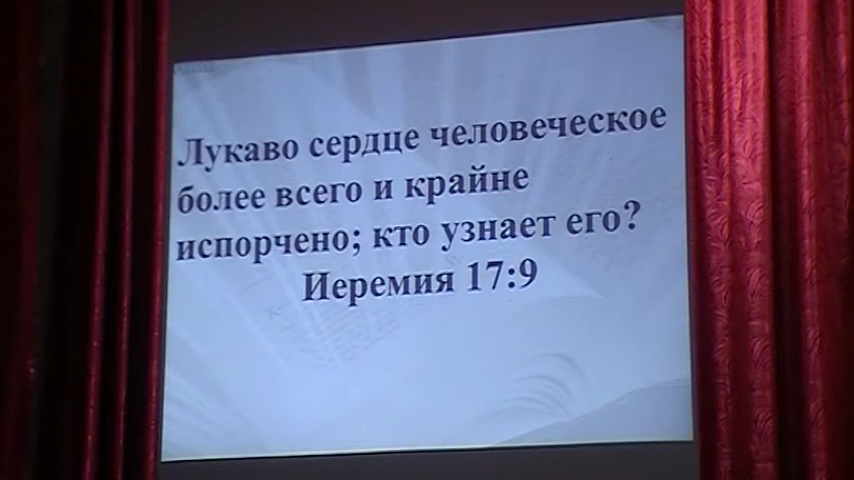 Лукаво сердце человеческое
более всего и крайне
испорчено; кто узнает его?
Иеремия 17:9